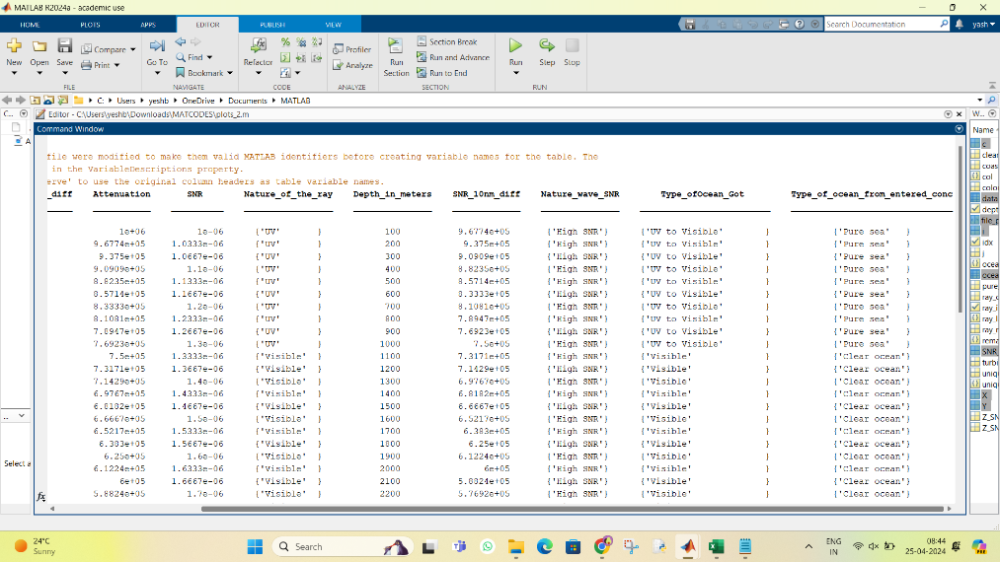 MATLAB R2024a - academic use
HOME PLOTS APPS EDITOR PUBLISH VIEW Search Documentation yash
New Open Save Compare Print Go To Find Bookmark Refactor Profiler Analyze Run Section Section Break Run and Advance Run to End Run Step Stop
FILE NAVIGATE CODE ANALYZE SECTION RUN
C: Users yeshb OneDrive Documents MATLAB
Editor - C:\Users\yeshb\Downloads\MATCODES\plots_2.m
Command Window
file were modified to make them valid MATLAB identifiers before creating variable names for the table. The
in the VariableDescriptions property.
erve' to use the original column headers as table variable names.
_diff Attenuation SNR Nature_of_the_ray Depth_in_meters SNR_10nm_diff Nature_wave_SNR Type_ofOcean_Got Type_of_ocean_from_entered_conc
1e+06 1e-06 {'UV' } 100 9.6774e+05 {'High SNR'} {'UV to Visible' } {'Pure sea' }
9.6774e+05 1.0333e-06 {'UV' } 200 9.375e+05 {'High SNR'} {'UV to Visible' } {'Pure sea' }
9.375e+05 1.0667e-06 {'UV' } 300 9.0909e+05 {'High SNR'} {'UV to Visible' } {'Pure sea' }
9.0909e+05 1.1e-06 {'UV' } 400 8.8235e+05 {'High SNR'} {'UV to Visible' } {'Pure sea' }
8.8235e+05 1.1333e-06 {'UV' } 500 8.5714e+05 {'High SNR'} {'UV to Visible' } {'Pure sea' }
8.5714e+05 1.1667e-06 {'UV' } 600 8.3333e+05 {'High SNR'} {'UV to Visible' } {'Pure sea' }
8.3333e+05 1.2e-06 {'UV' } 700 8.1081e+05 {'High SNR'} {'UV to Visible' } {'Pure sea' }
8.1081e+05 1.2333e-06 {'UV' } 800 7.8947e+05 {'High SNR'} {'UV to Visible' } {'Pure sea' }
7.8947e+05 1.2667e-06 {'UV' } 900 7.6923e+05 {'High SNR'} {'UV to Visible' } {'Pure sea' }
7.6923e+05 1.3e-06 {'UV' } 1000 7.5e+05 {'High SNR'} {'UV to Visible' } {'Pure sea' }
7.5e+05 1.3333e-06 {'Visible' } 1100 7.3171e+05 {'High SNR'} {'Visible' } {'Clear ocean'}
7.3171e+05 1.3667e-06 {'Visible' } 1200 7.1429e+05 {'High SNR'} {'Visible' } {'Clear ocean'}
7.1429e+05 1.4e-06 {'Visible' } 1300 6.9767e+05 {'High SNR'} {'Visible' } {'Clear ocean'}
6.9767e+05 1.4333e-06 {'Visible' } 1400 6.8182e+05 {'High SNR'} {'Visible' } {'Clear ocean'}
6.8182e+05 1.4667e-06 {'Visible' } 1500 6.6667e+05 {'High SNR'} {'Visible' } {'Clear ocean'}
6.6667e+05 1.5e-06 {'Visible' } 1600 6.5217e+05 {'High SNR'} {'Visible' } {'Clear ocean'}
6.5217e+05 1.5333e-06 {'Visible' } 1700 6.383e+05 {'High SNR'} {'Visible' } {'Clear ocean'}
6.383e+05 1.5667e-06 {'Visible' } 1800 6.25e+05 {'High SNR'} {'Visible' } {'Clear ocean'}
6.25e+05 1.6e-06 {'Visible' } 1900 6.1224e+05 {'High SNR'} {'Visible' } {'Clear ocean'}
6.1224e+05 1.6333e-06 {'Visible' } 2000 6e+05 {'High SNR'} {'Visible' } {'Clear ocean'}
6e+05 1.6667e-06 {'Visible' } 2100 5.8824e+05 {'High SNR'} {'Visible' } {'Clear ocean'}
5.8824e+05 1.7e-06 {'Visible' } 2200 5.7692e+05 {'High SNR'} {'Visible' } {'Clear ocean'}
fx
C...
Select a
W...
Name
c
clear
coas
col
color
data
dept
file_p
i
idx
j
ocea
ocea
pure
ray_c
ray_i
ray_l
ray_r
rema
SNR_
turbi
uniq
uniq
X
Y
Z_SN
Z_SN
24°C
Sunny
Search
ENG
IN
08:44
25-04-2024